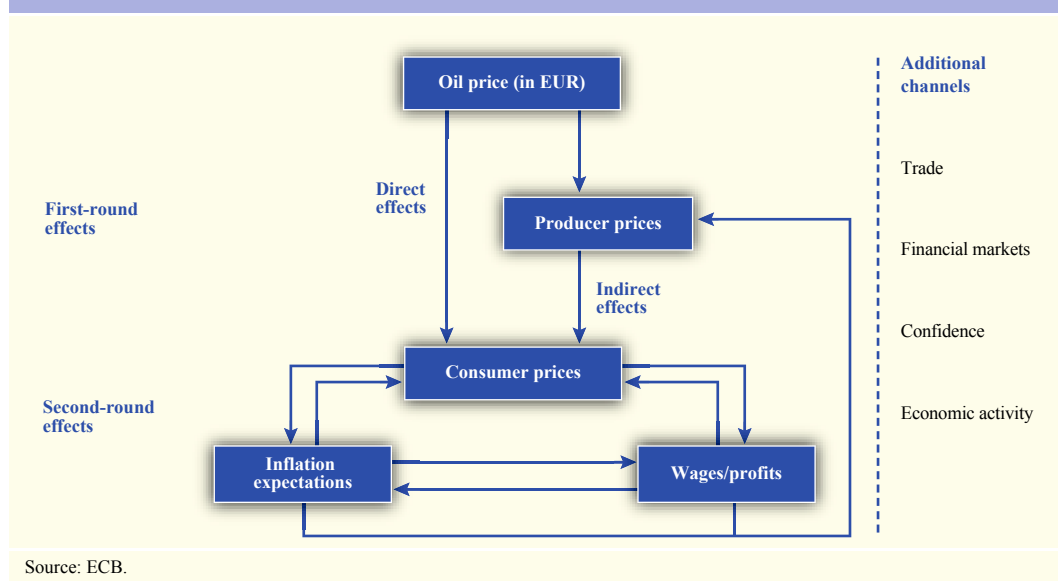 Oil price (in EUR)
Additional
channels
Trade
Direct
effects
First-round
effects
Producer prices
Financial markets
Indirect
effects
Confidence
Consumer prices
Second-round
effects
Economic activity
Inflation
expectations
Wages/profits
Source: ECB.